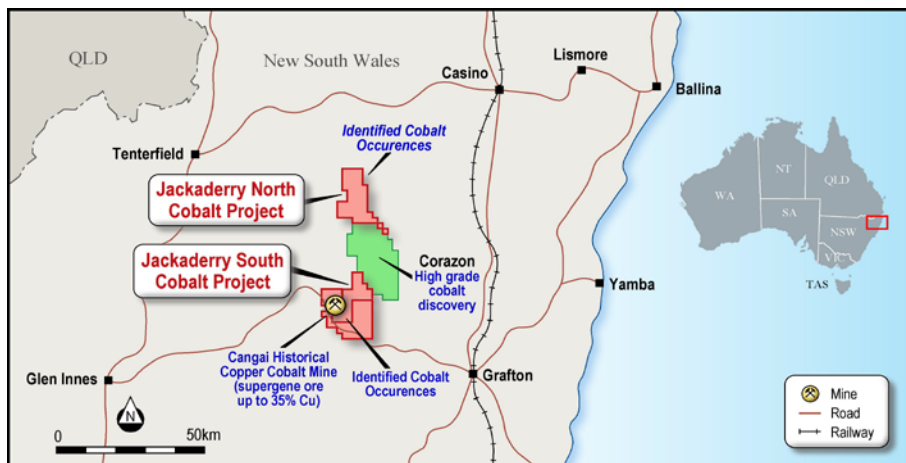 QLD
New South Wales
Lismore
Casino
Ballina
Identified Cobalt
Occurences
Tenterfield
Jackaderry North
Cobalt Project
NT
QLD
WA
SA
NSW
VIC
TAS
Jackaderry South
Cobalt Project
Corazon
High grade
cobalt
discovery
Yamba
Cangai Historical
Copper Cobalt Mine
(supergene ore
up to 35% Cu)
Identified Cobalt
Occurences
Glen Innes
Grafton
N
0
50km
Mine
Road
Railway